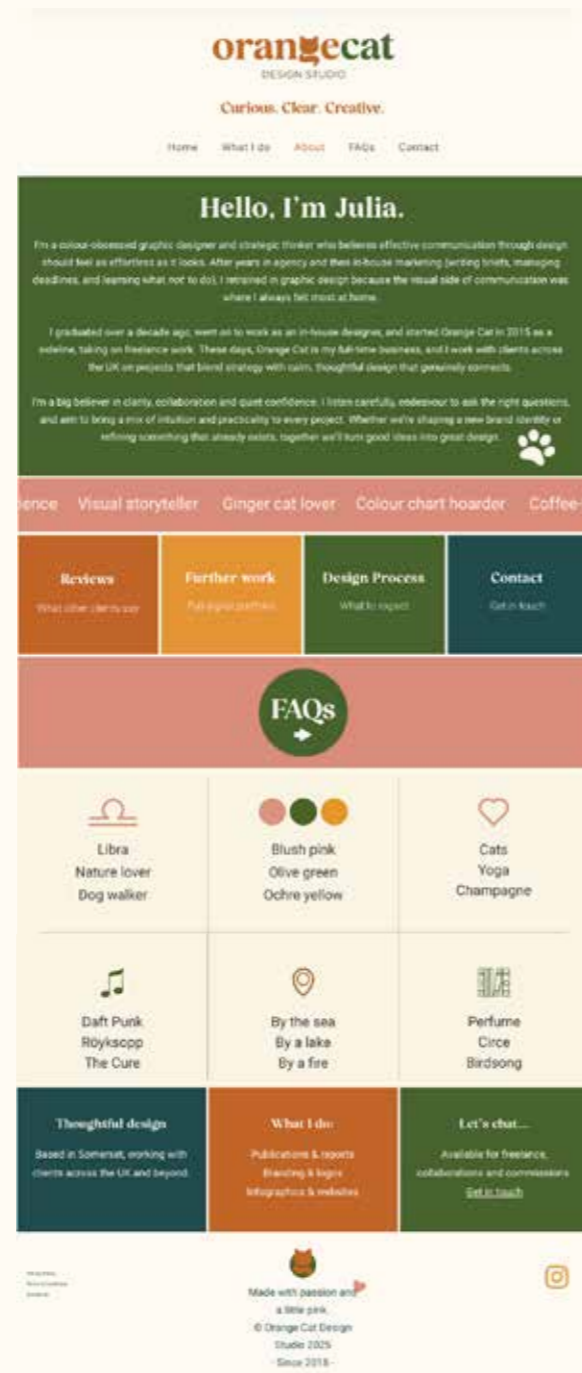 orangecat
DESIGN STUDIO
Curious. Clear. Creative.
Home What I do About FAQs Contact
Hello, I'm Julia.
I'm a colour-obsessed graphic designer and strategic thinker who believes effective communication through design
should feel as effortless as it looks. After years in agency and then in-house marketing (writing briefs, managing
deadlines, and learning what not to do), I retrained in graphic design because the visual side of communication was
where I always felt most at home.
I graduated over a decade ago, went on to work as an in-house designer, and started Orange Cat in 2015 as a
sideline, taking on freelance work. These days, Orange Cat is my full-time business, and I work with clients across
the UK on projects that blend strategy with calm, thoughtful design that genuinely connects.
I'm a big believer in clarity, collaboration and quiet confidence. I listen carefully, endeavour to ask the right questions,
and aim to bring a mix of intuition and practicality to every project. Whether we're shaping a new brand identity or
refining something that already exists, together we'll turn good ideas into great design.
ience Visual storyteller Ginger cat lover Colour chart hoarder Coffee-
Reviews Further work Design Process Contact
What other clients say What to expect Get in touch
FAQs
Libra
Nature lover
Dog walker
Blush pink
Olive green
Ochre yellow
Cats
Yoga
Champagne
Daft Punk
Röyksopp
The Cure
By the sea
By a lake
By a fire
Perfume
Circe
Birdsong
Thoughtful design
Based in Somerset, working with
clients across the UK and beyond.
What I do:
Publications & reports
Branding & logos
Infographics & websites
Let's chat...
Available for freelance,
collaborations and commissions
Get in touch
Made with passion and
a little pink.
© Orange Cat Design
Studio 2025
- Since 2015 -